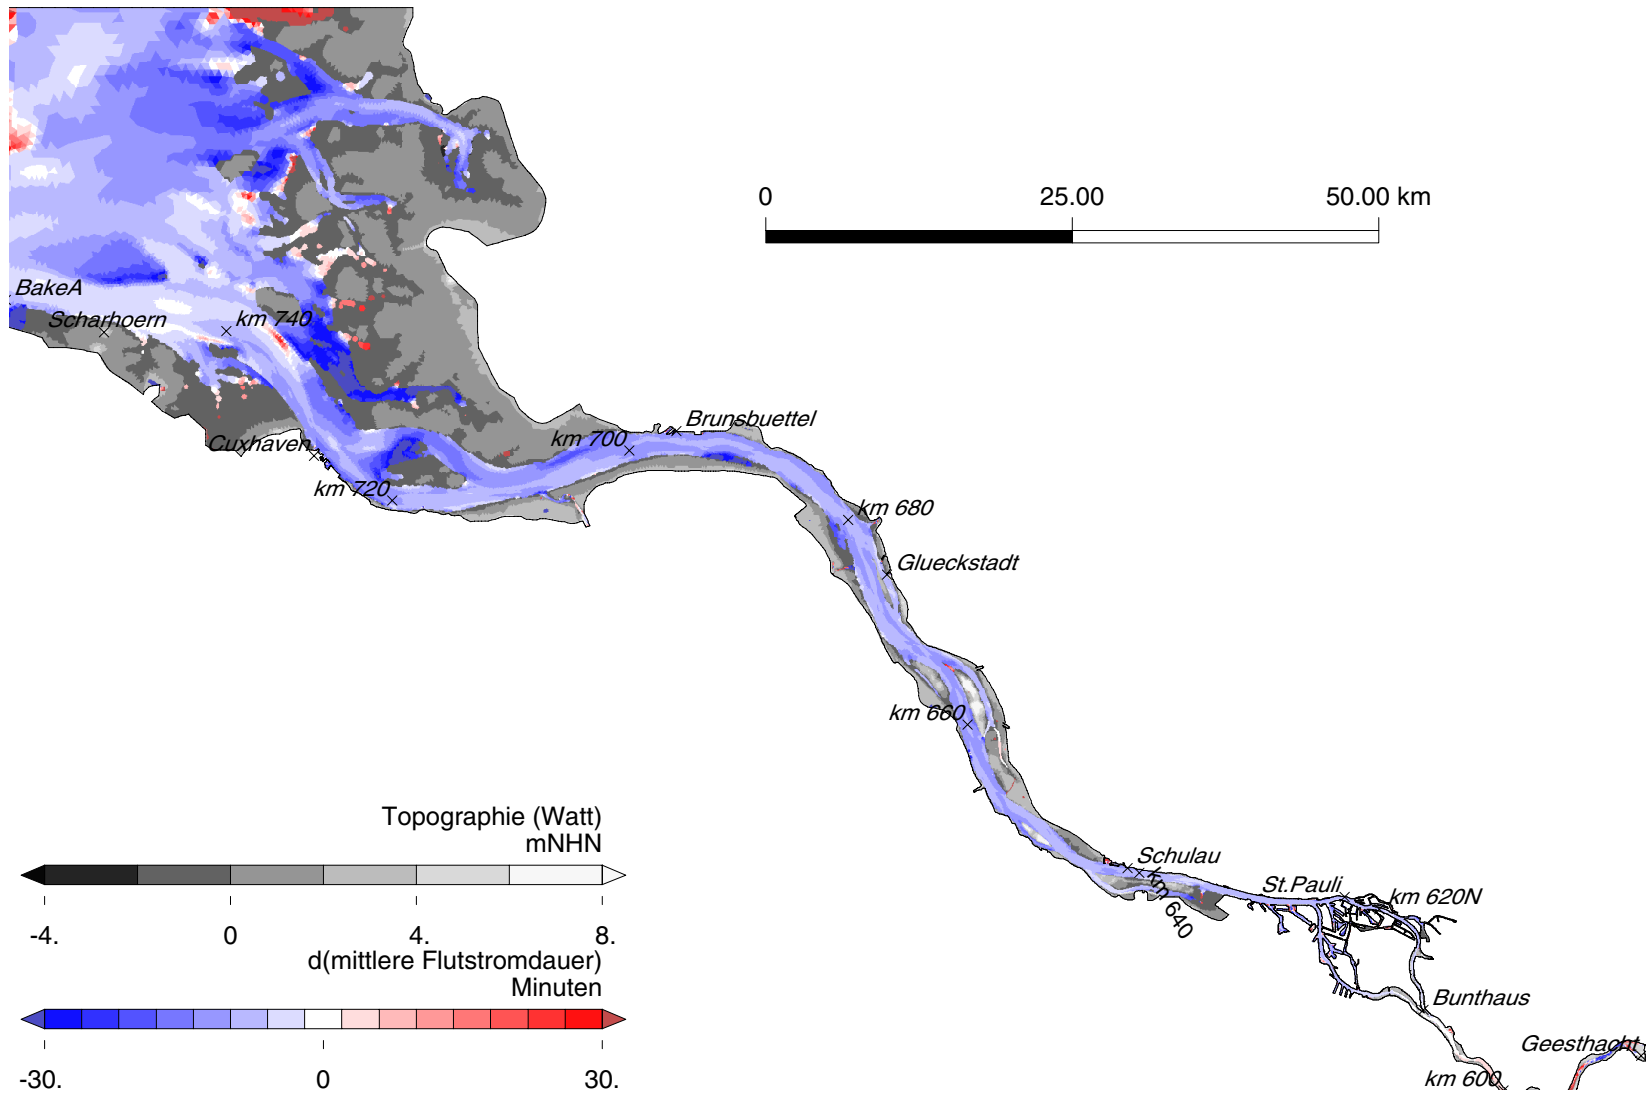 0 25.00 50.00 km
BakeA
Scharhoern
km 740
Cuxhaven
km 720
km 700
Brunsbuettel
km 680
Glueckstadt
km 660
Schulau
km 640
St.Pauli
km 620N
Bunthaus
Geesthacht
km 600
Topographie (Watt)
mNHN
-4. 0 4. 8.
d(mittlere Flutstromdauer)
Minuten
-30. 0 30.